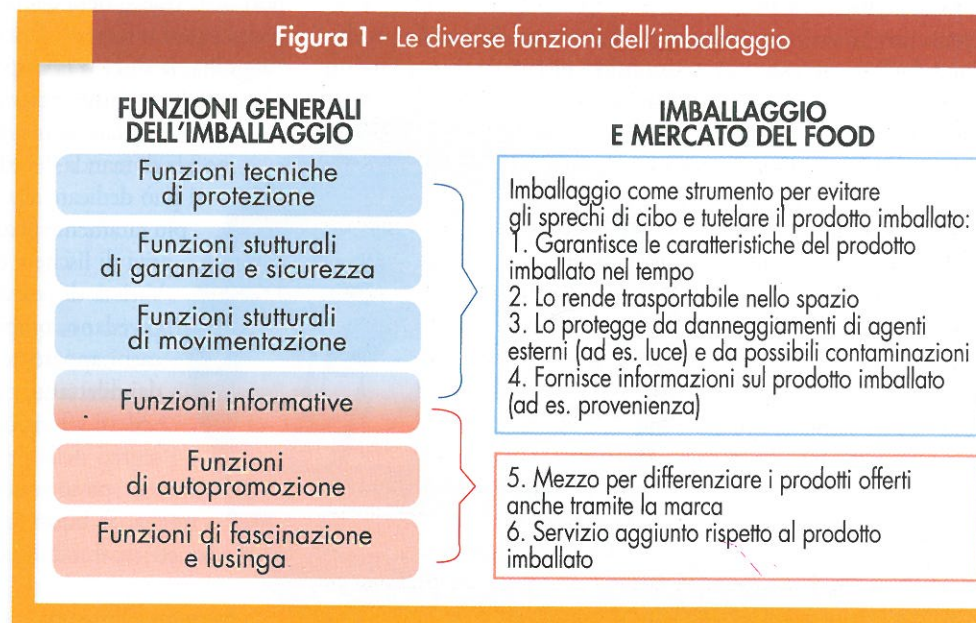 Figura 1 - Le diverse funzioni dell'imballaggio
FUNZIONI GENERALI
DELL'IMBALLAGGIO
Funzioni tecniche
di protezione
Funzioni stutturali
di garanzia e sicurezza
Funzioni stutturali
di movimentazione
Funzioni informative
Funzioni
di autopromozione
Funzioni di fascinazione
e lusinga
IMBALLAGGIO
E MERCATO DEL FOOD
Imballaggio come strumento per evitare
gli sprechi di cibo e tutelare il prodotto imballato:
1. Garantisce le caratteristiche del prodotto
imballato nel tempo
2. Lo rende trasportabile nello spazio
3. Lo protegge da danneggiamenti di agenti
esterni (ad es. luce) e da possibili contaminazioni
4. Fornisce informazioni sul prodotto imballato
(ad es. provenienza)
5. Mezzo per differenziare i prodotti offerti
anche tramite la marca
6. Servizio aggiunto rispetto al prodotto
imballato